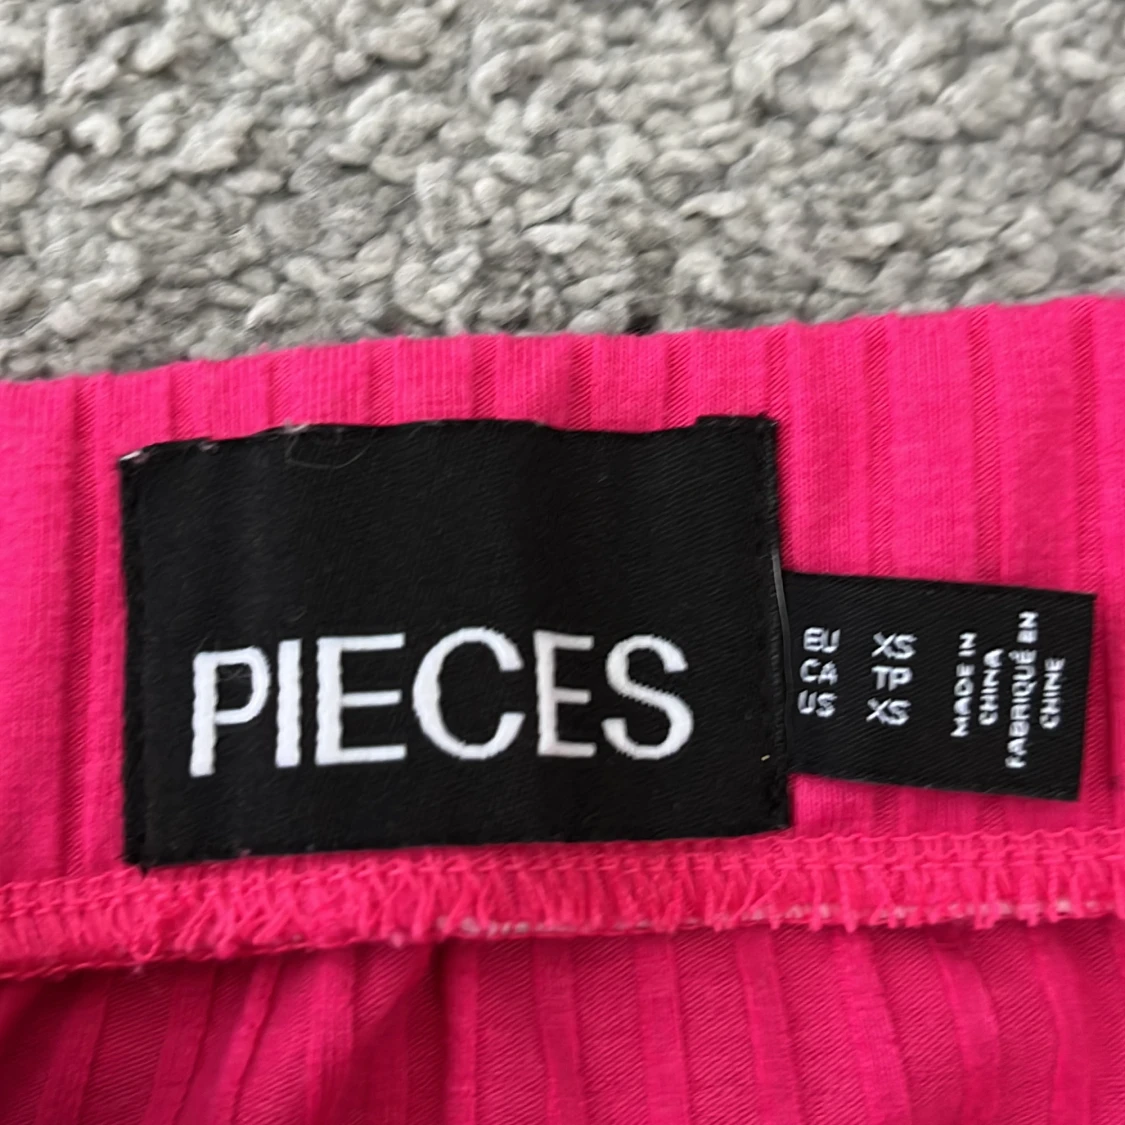 PIECES
EU XS
CA TP
US XS
MADE IN
CHINA
FABRIQUÉ EN
CHINE